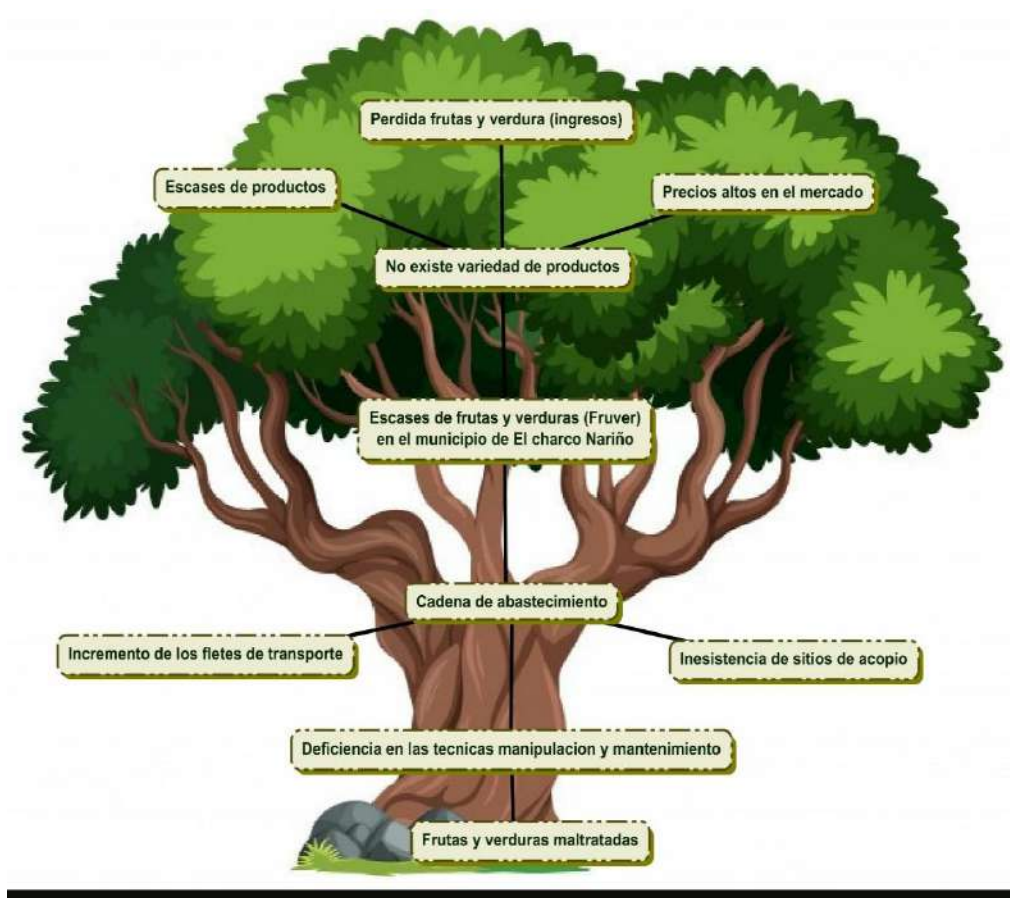 Perdida frutas y verdura (ingresos)
Escases de productos
Precios altos en el mercado
No existe variedad de productos
Escases de frutas y verduras (Fruver)
en el municipio de El charco Nariño
Cadena de abastecimiento
Incremento de los fletes de transporte
Inesistencia de sitios de acopio
Deficiencia en las tecnicas manipulacion y mantenimiento
Frutas y verduras maltratadas